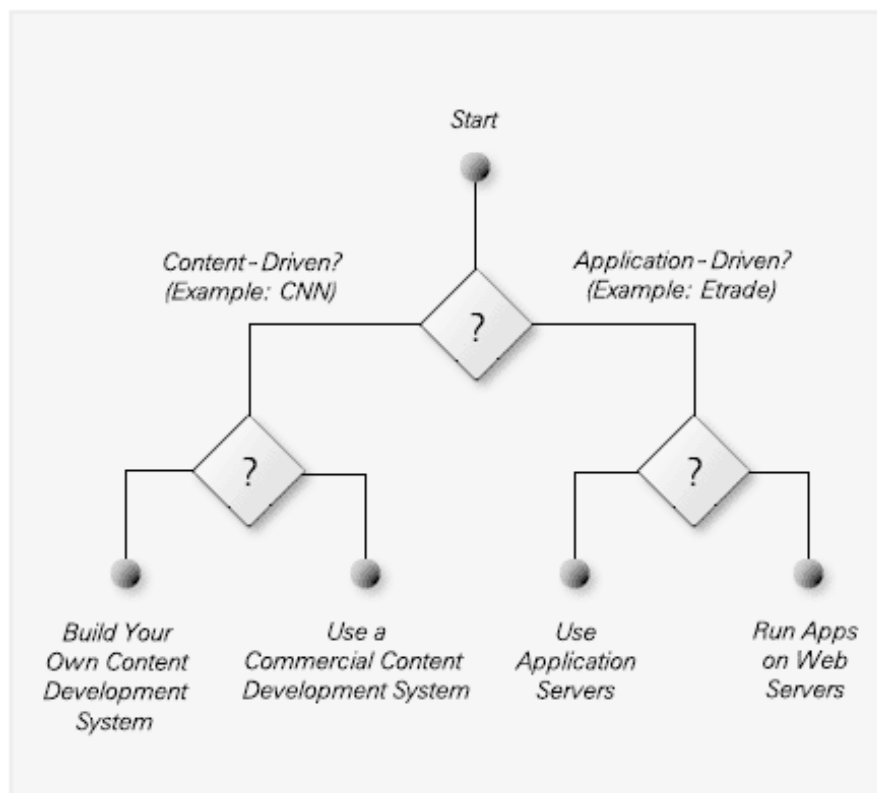 Start
Content-Driven?
(Example: CNN)
Application-Driven?
(Example: Etrade)
?
?
?
Build Your
Own Content
Development
System
Use a
Commercial Content
Development System
Use
Application
Servers
Run Apps
on Web
Servers